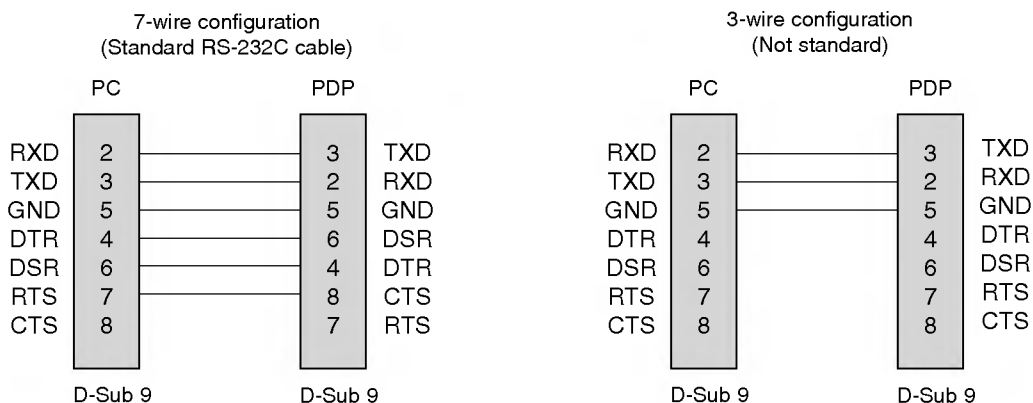 7-wire configuration
(Standard RS-232C cable)
PC PDP
RXD 2 3 TXD
TXD 3 2 RXD
GND 5 5 GND
DTR 4 6 DSR
DSR 6 4 DTR
RTS 7 8 CTS
CTS 8 7 RTS
D-Sub 9 D-Sub 9
3-wire configuration
(Not standard)
PC PDP
RXD 2 3 TXD
TXD 3 2 RXD
GND 5 5 GND
DTR 4 4 DTR
DSR 6 6 DSR
RTS 7 7 RTS
CTS 8 8 CTS
D-Sub 9 D-Sub 9